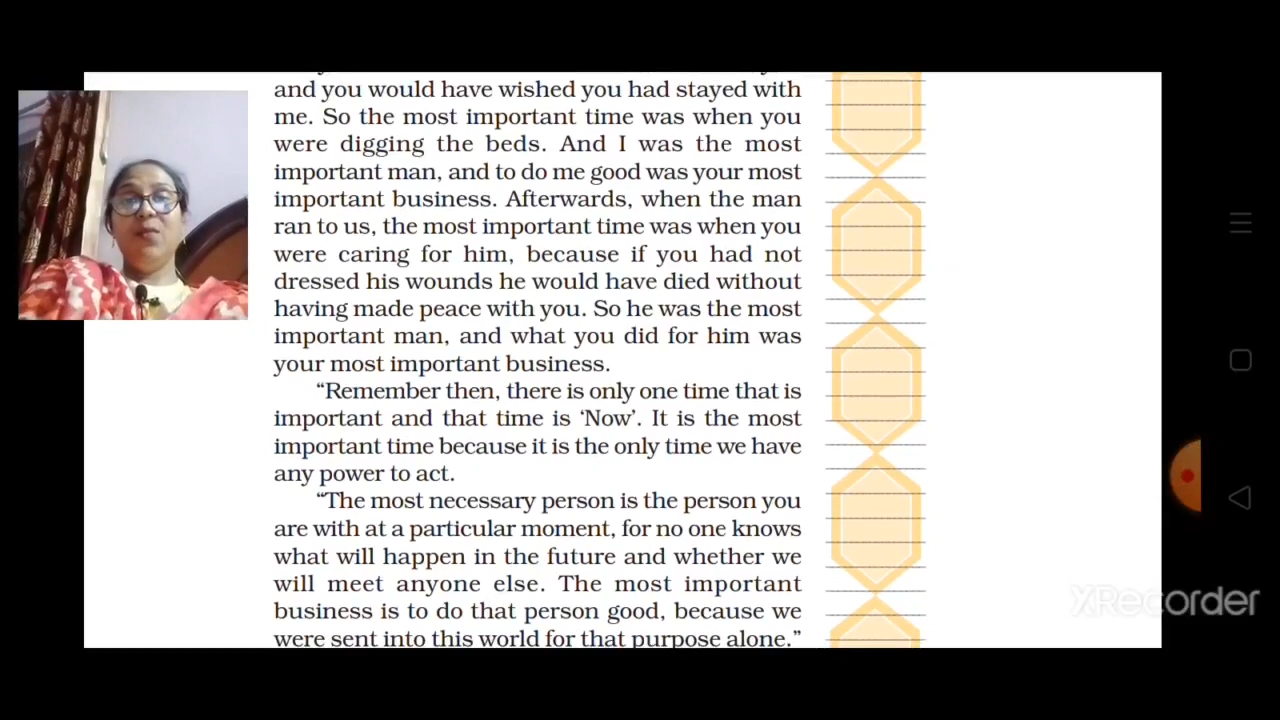 and you would have wished you had stayed with
me. So the most important time was when you
were digging the beds. And I was the most
important man, and to do me good was your most
important business. Afterwards, when the man
ran to us, the most important time was when you
were caring for him, because if you had not
dressed his wounds he would have died without
having made peace with you. So he was the most
important man, and what you did for him was
your most important business.
“Remember then, there is only one time that is
important and that time is ‘Now’. It is the most
important time because it is the only time we have
any power to act.
“The most necessary person is the person you
are with at a particular moment, for no one knows
what will happen in the future and whether we
will meet anyone else. The most important
business is to do that person good, because we
were sent into this world for that purpose alone.”
XRecorder